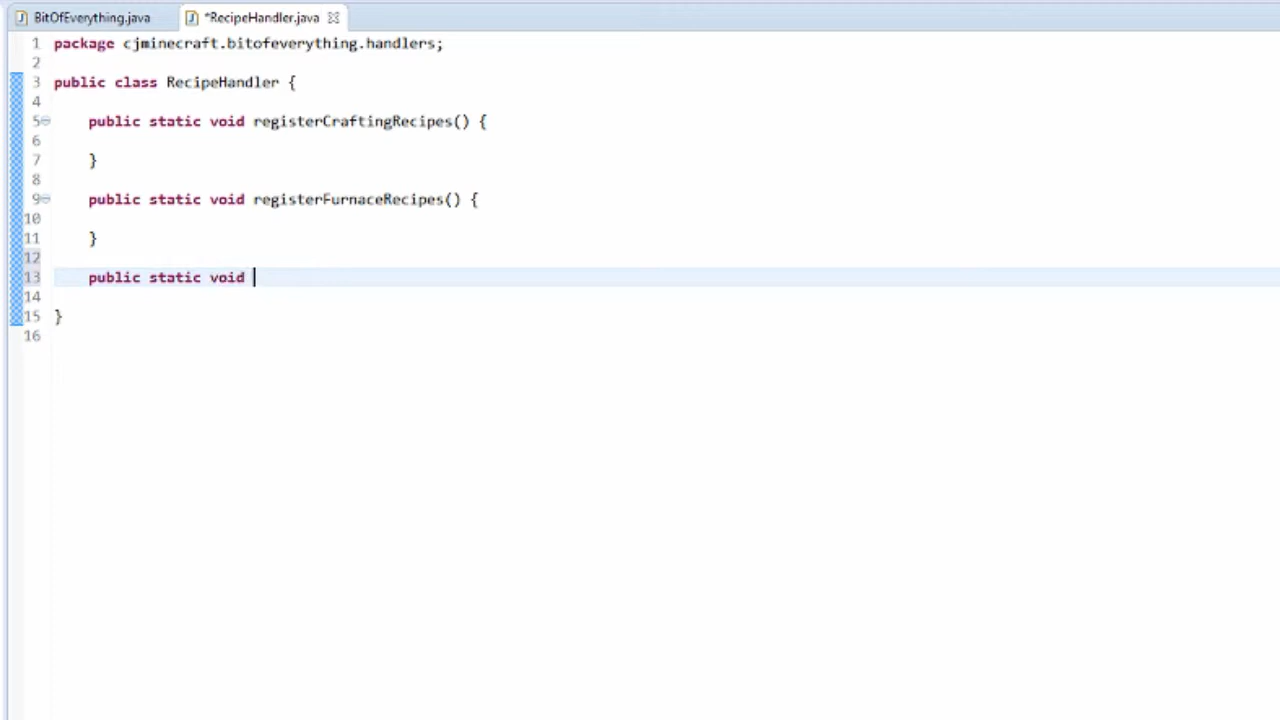 BitOfEverything.java *RecipeHandler.java
1 package cjminecraft.bitofeverything.handlers;
2
3 public class RecipeHandler {
4
5 public static void registerCraftingRecipes() {
6
7 }
8
9 public static void registerFurnaceRecipes() {
10
11 }
12
13 public static void
14
15 }
16